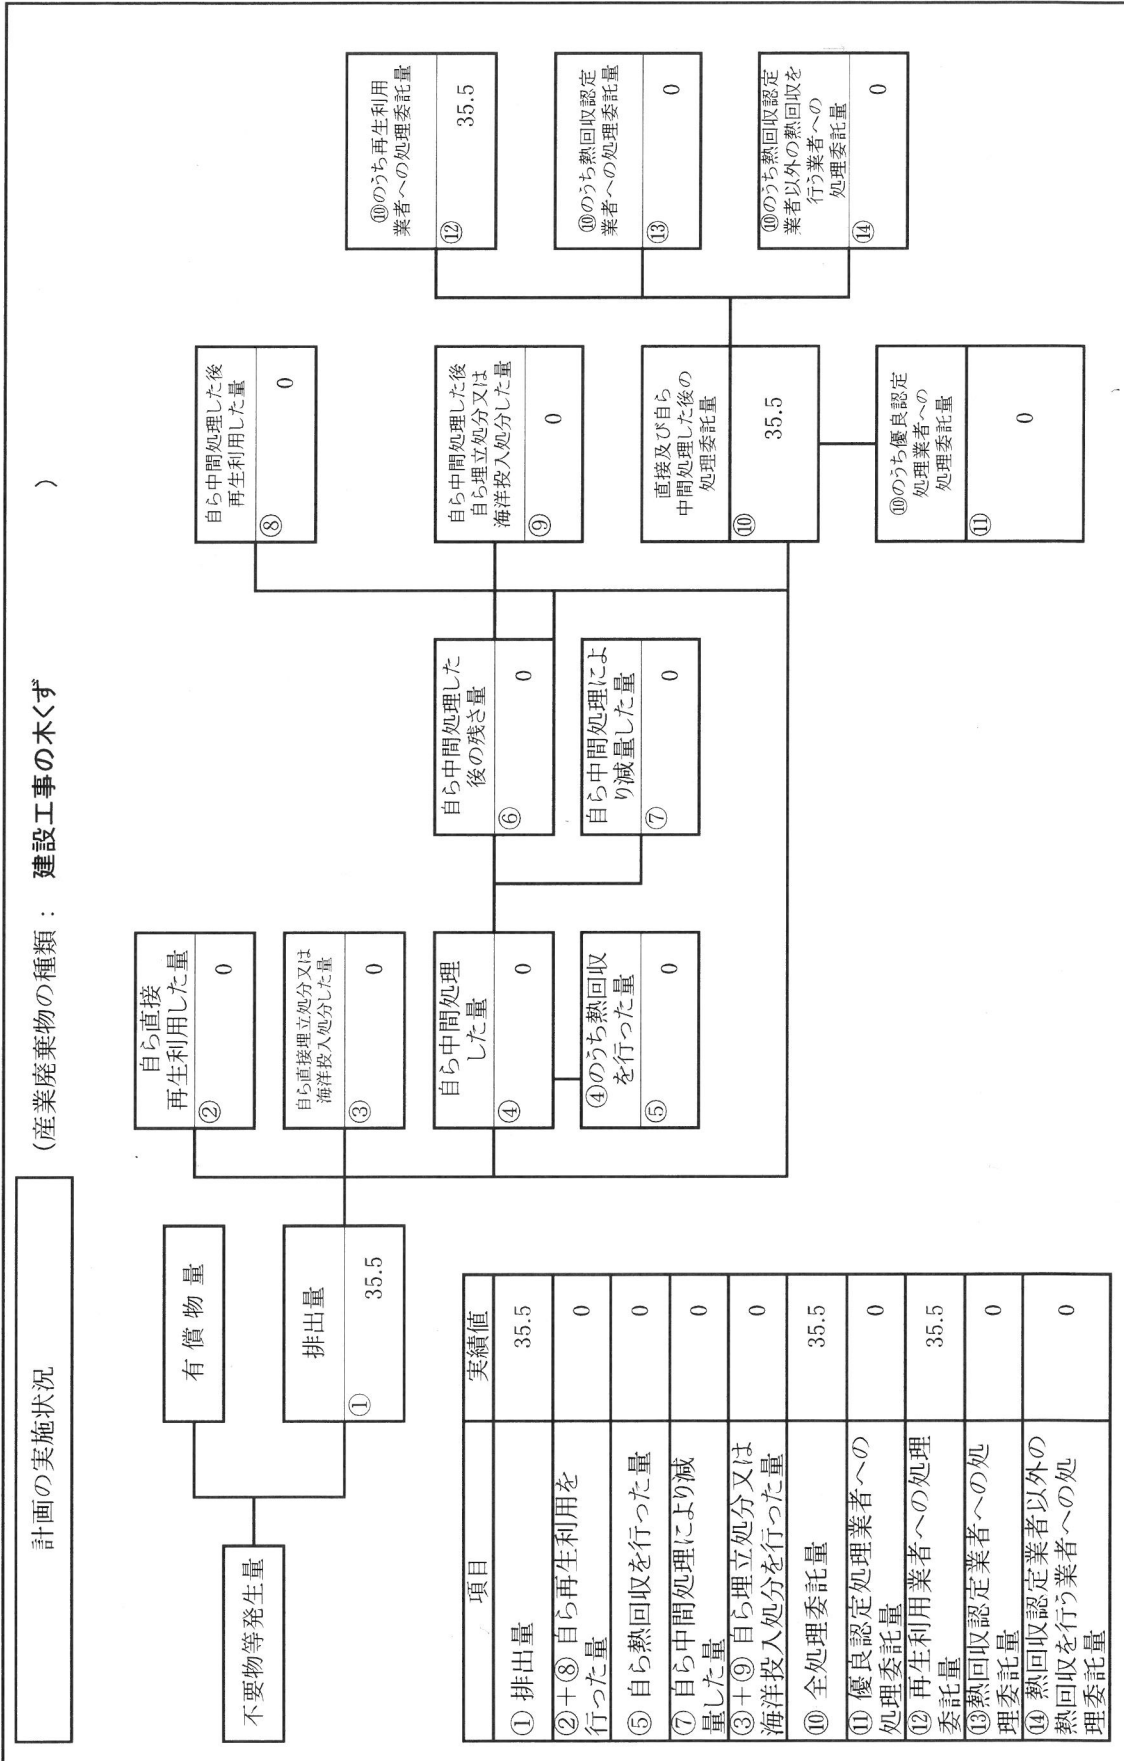 計画の実施状況
(産業廃棄物の種類： 建設工事の木くず )
不要物等発生量
有 償 物 量
排出量
① 35.5
自ら直接
再生利用した量
② 0
自ら直接埋立処分又は
海洋投入処分した量
③ 0
自ら中間処理
した量
④ 0
④のうち熱回収
を行った量
⑤ 0
自ら中間処理した
後の残さ量
⑥ 0
自ら中間処理によ
り減量した量
⑦ 0
自ら中間処理した後
再生利用した量
⑧ 0
自ら中間処理した後
自ら埋立処分又は
海洋投入処分した量
⑨ 0
直接及び自ら
中間処理した後の
処理委託量
⑩ 35.5
⑩のうち優良認定
処理業者への
処理委託量
⑪ 0
⑩のうち再生利用
業者への処理委託量
⑫ 35.5
⑩のうち熱回収認定
業者への処理委託量
⑬ 0
⑩のうち熱回収認定
業者以外の熱回収を
行う業者への
処理委託量
⑭ 0
項目 実績値
① 排出量 35.5
②＋⑧ 自ら再生利用を
行った量 0
⑤ 自ら熱回収を行った量 0
⑦ 自ら中間処理により減
量した量 0
③＋⑨ 自ら埋立処分又は
海洋投入処分を行った量 0
⑩ 全処理委託量 35.5
⑪ 優良認定処理業者への
処理委託量 0
⑫ 再生利用業者への処理
委託量 35.5
⑬熱回収認定業者への処
理委託量 0
⑭ 熱回収認定業者以外の
熱回収を行う業者への処
理委託量 0